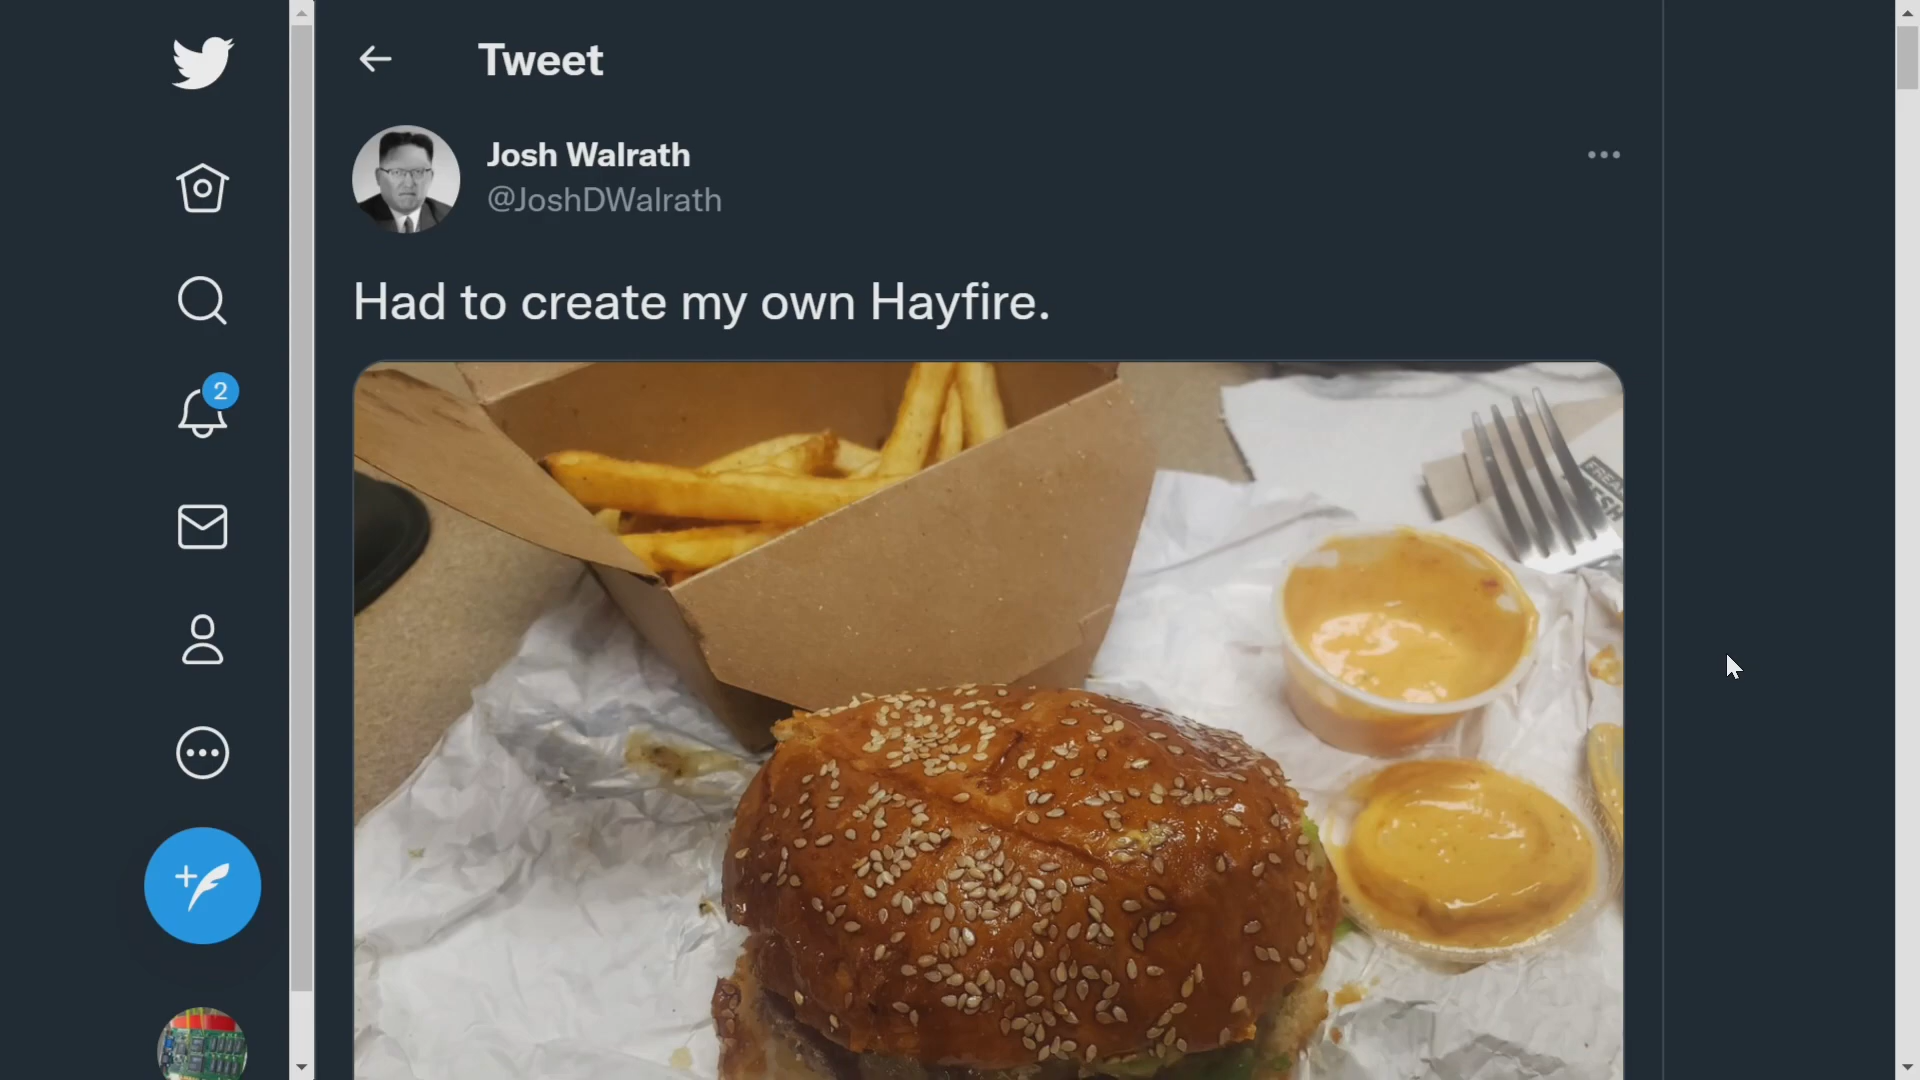 Tweet
Josh Walrath
@JoshDWalrath
Had to create my own Hayfire.
2